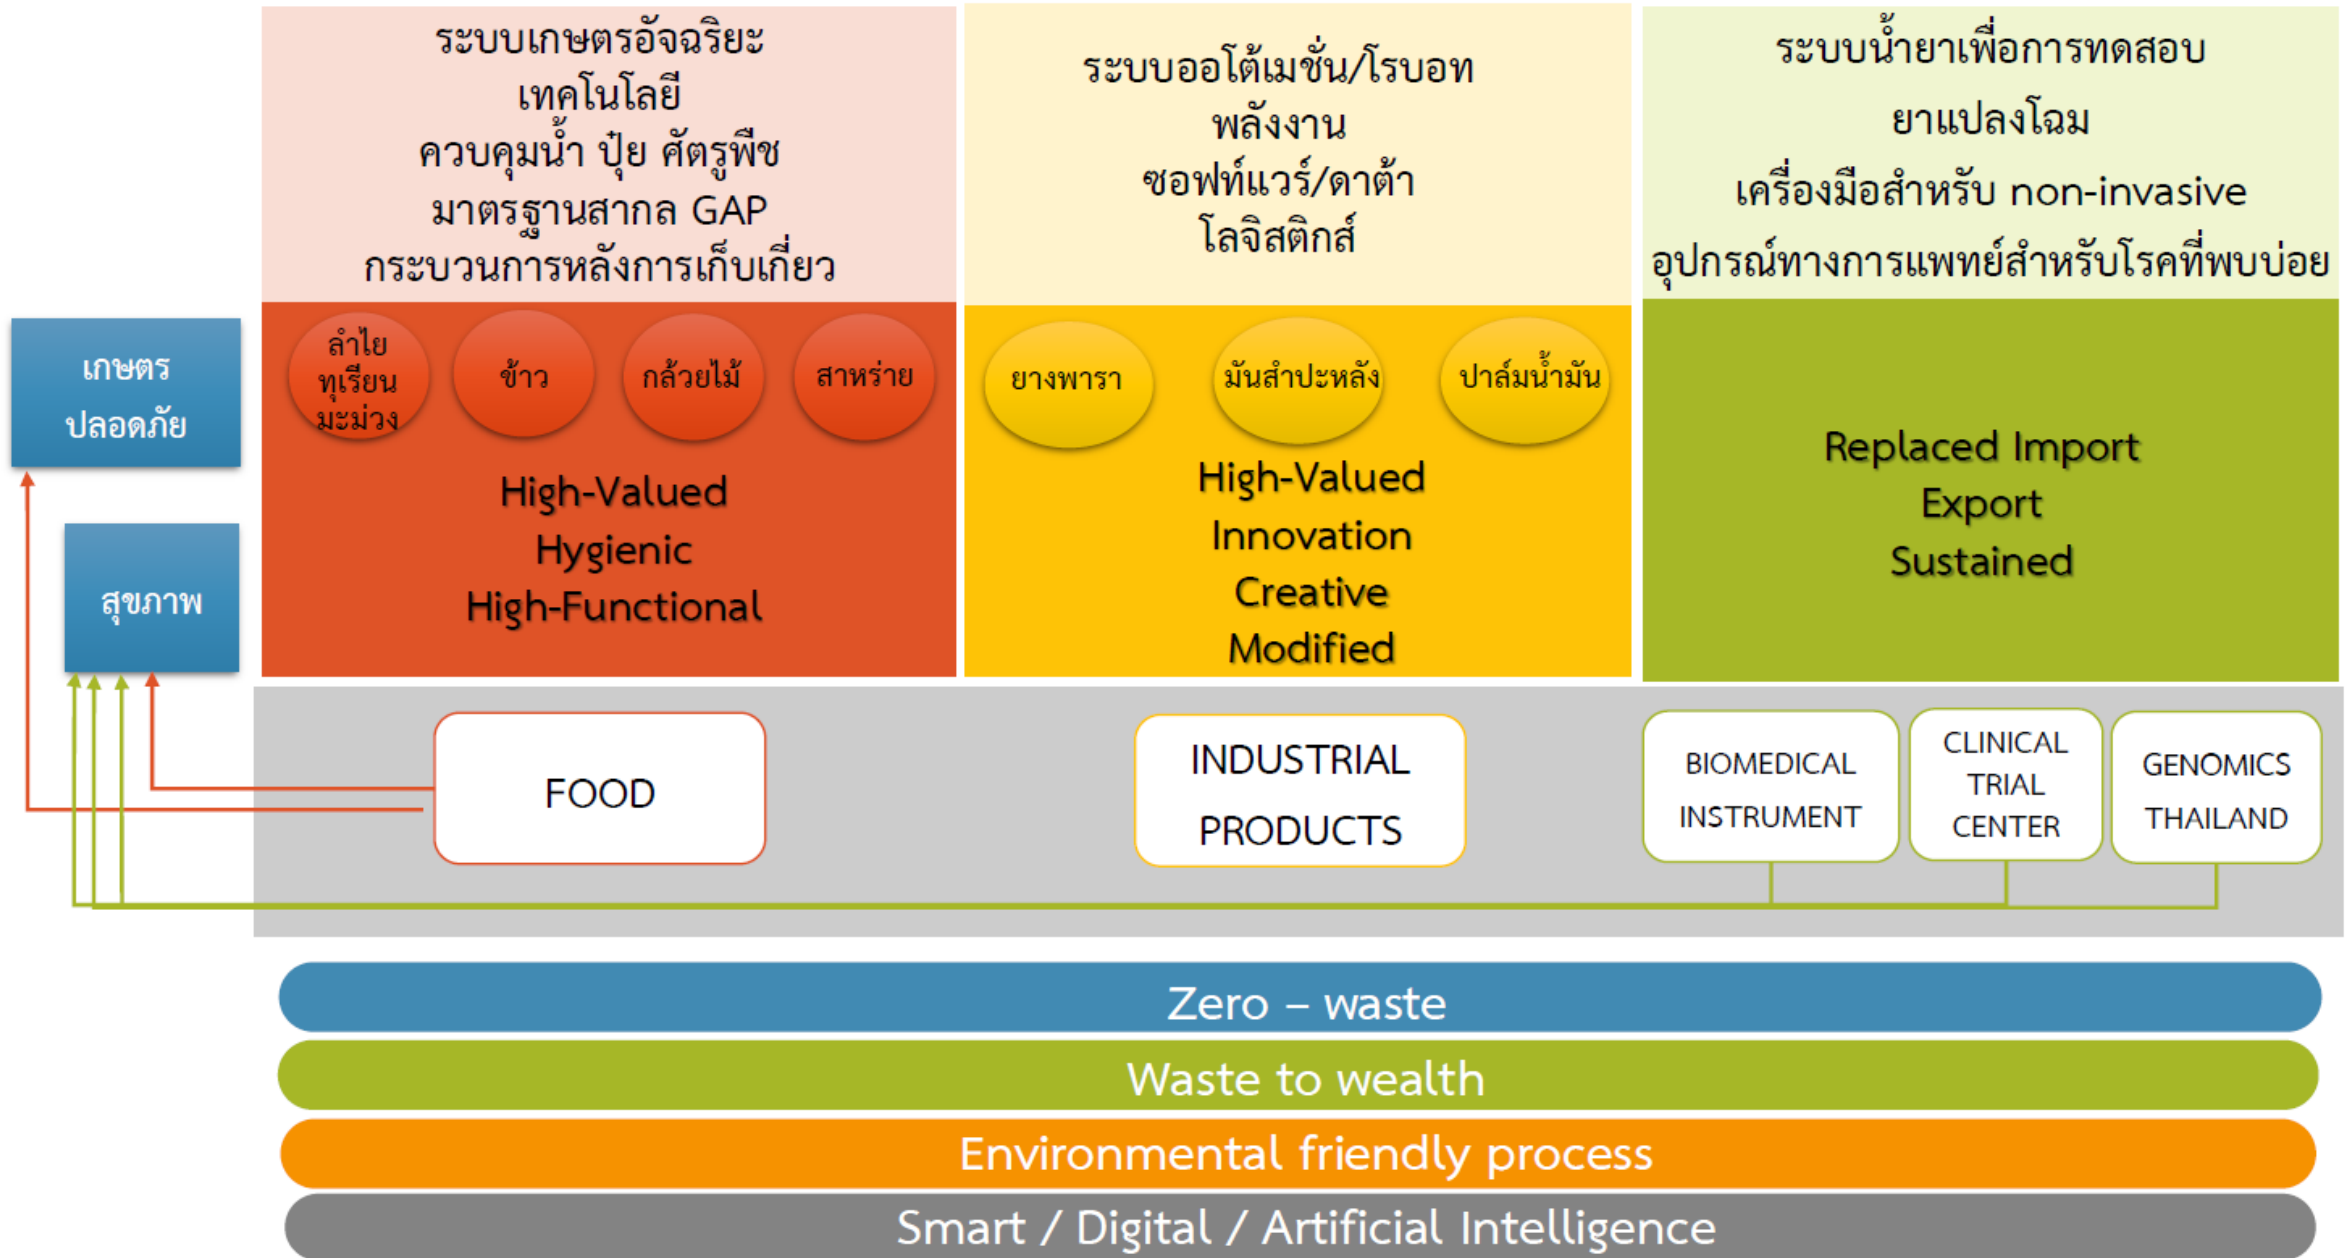 ระบบเกษตรอัจฉริยะ
เทคโนโลยี
ควบคุมน้ำ ปุ๋ย ศัตรูพืช
มาตรฐานสากล GAP
กระบวนการหลังการเก็บเกี่ยว
ระบบออโต้เมชั่น/โรบอท
พลังงาน
ซอฟท์แวร์/ดาต้า
โลจิสติกส์
ระบบน้ำยาเพื่อการทดสอบ
ยาแปลงโฉม
เครื่องมือสำหรับ non-invasive
อุปกรณ์ทางการแพทย์สำหรับโรคที่พบบ่อย
เกษตร
ปลอดภัย
สุขภาพ
ลำไย
ทุเรียน
มะม่วง
ข้าว
กล้วยไม้
สาหร่าย
High-Valued
Hygienic
High-Functional
ยางพารา
มันสำปะหลัง
ปาล์มน้ำมัน
High-Valued
Innovation
Creative
Modified
Replaced Import
Export
Sustained
FOOD
INDUSTRIAL
PRODUCTS
BIOMEDICAL
INSTRUMENT
CLINICAL
TRIAL
CENTER
GENOMICS
THAILAND
Zero – waste
Waste to wealth
Environmental friendly process
Smart / Digital / Artificial Intelligence